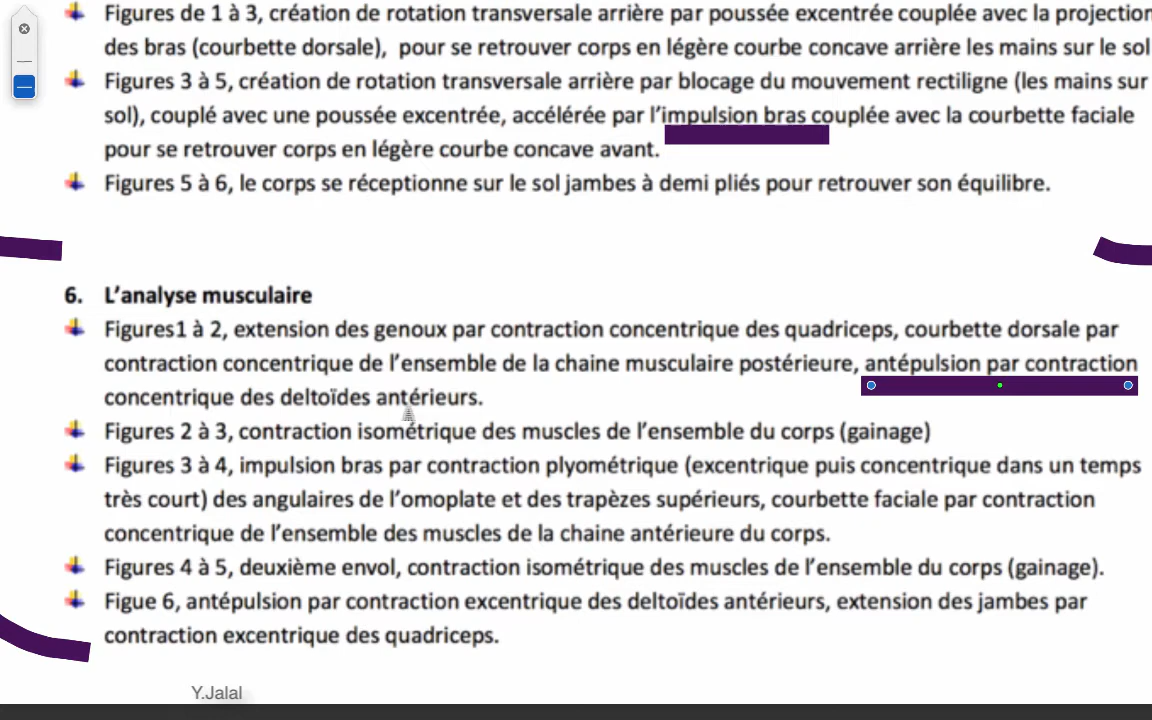 Figures de 1 à 3, création de rotation transversale arrière par poussée excentrée couplée avec la projection
des bras (courbette dorsale), pour se retrouver corps en légère courbe concave arrière les mains sur le sol
Figures 3 à 5, création de rotation transversale arrière par blocage du mouvement rectiligne (les mains sur
sol), couplé avec une poussée excentrée, accélérée par l'impulsion bras couplée avec la courbette faciale
pour se retrouver corps en légère courbe concave avant.
Figures 5 à 6, le corps se réceptionne sur le sol jambes à demi pliés pour retrouver son équilibre.
6. L'analyse musculaire
Figures1 à 2, extension des genoux par contraction concentrique des quadriceps, courbette dorsale par
contraction concentrique de l'ensemble de la chaine musculaire postérieure, antépulsion par contraction
concentrique des deltoïdes antérieurs.
Figures 2 à 3, contraction isométrique des muscles de l'ensemble du corps (gainage)
Figures 3 à 4, impulsion bras par contraction plyométrique (excentrique puis concentrique dans un temps
très court) des angulaires de l'omoplate et des trapèzes supérieurs, courbette faciale par contraction
concentrique de l'ensemble des muscles de la chaine antérieure du corps.
Figures 4 à 5, deuxième envol, contraction isométrique des muscles de l'ensemble du corps (gainage).
Figue 6, antépulsion par contraction excentrique des deltoïdes antérieurs, extension des jambes par
contraction excentrique des quadriceps.
Y.Jalal